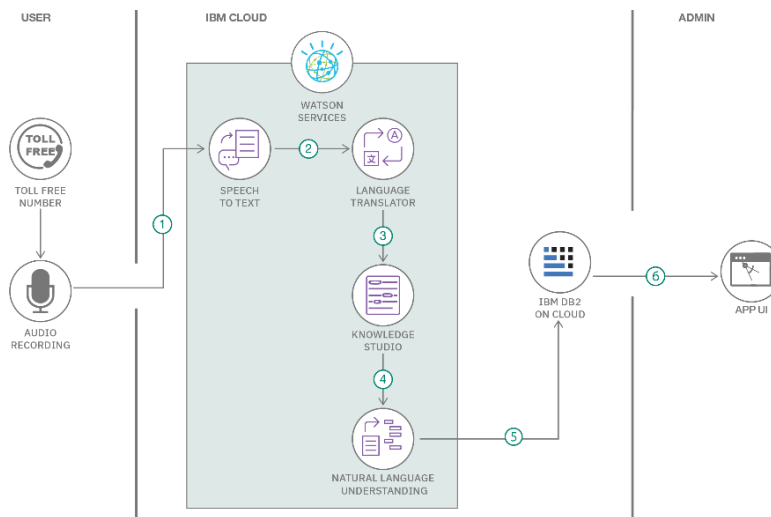 USER
IBM CLOUD
ADMIN
WATSON
SERVICES
TOLL
FREE
TOLL FREE
NUMBER
AUDIO
RECORDING
1
SPEECH
TO TEXT
2
A
文
LANGUAGE
TRANSLATOR
3
KNOWLEDGE
STUDIO
4
NATURAL LANGUAGE
UNDERSTANDING
5
IBM DB2
ON CLOUD
6
APP UI